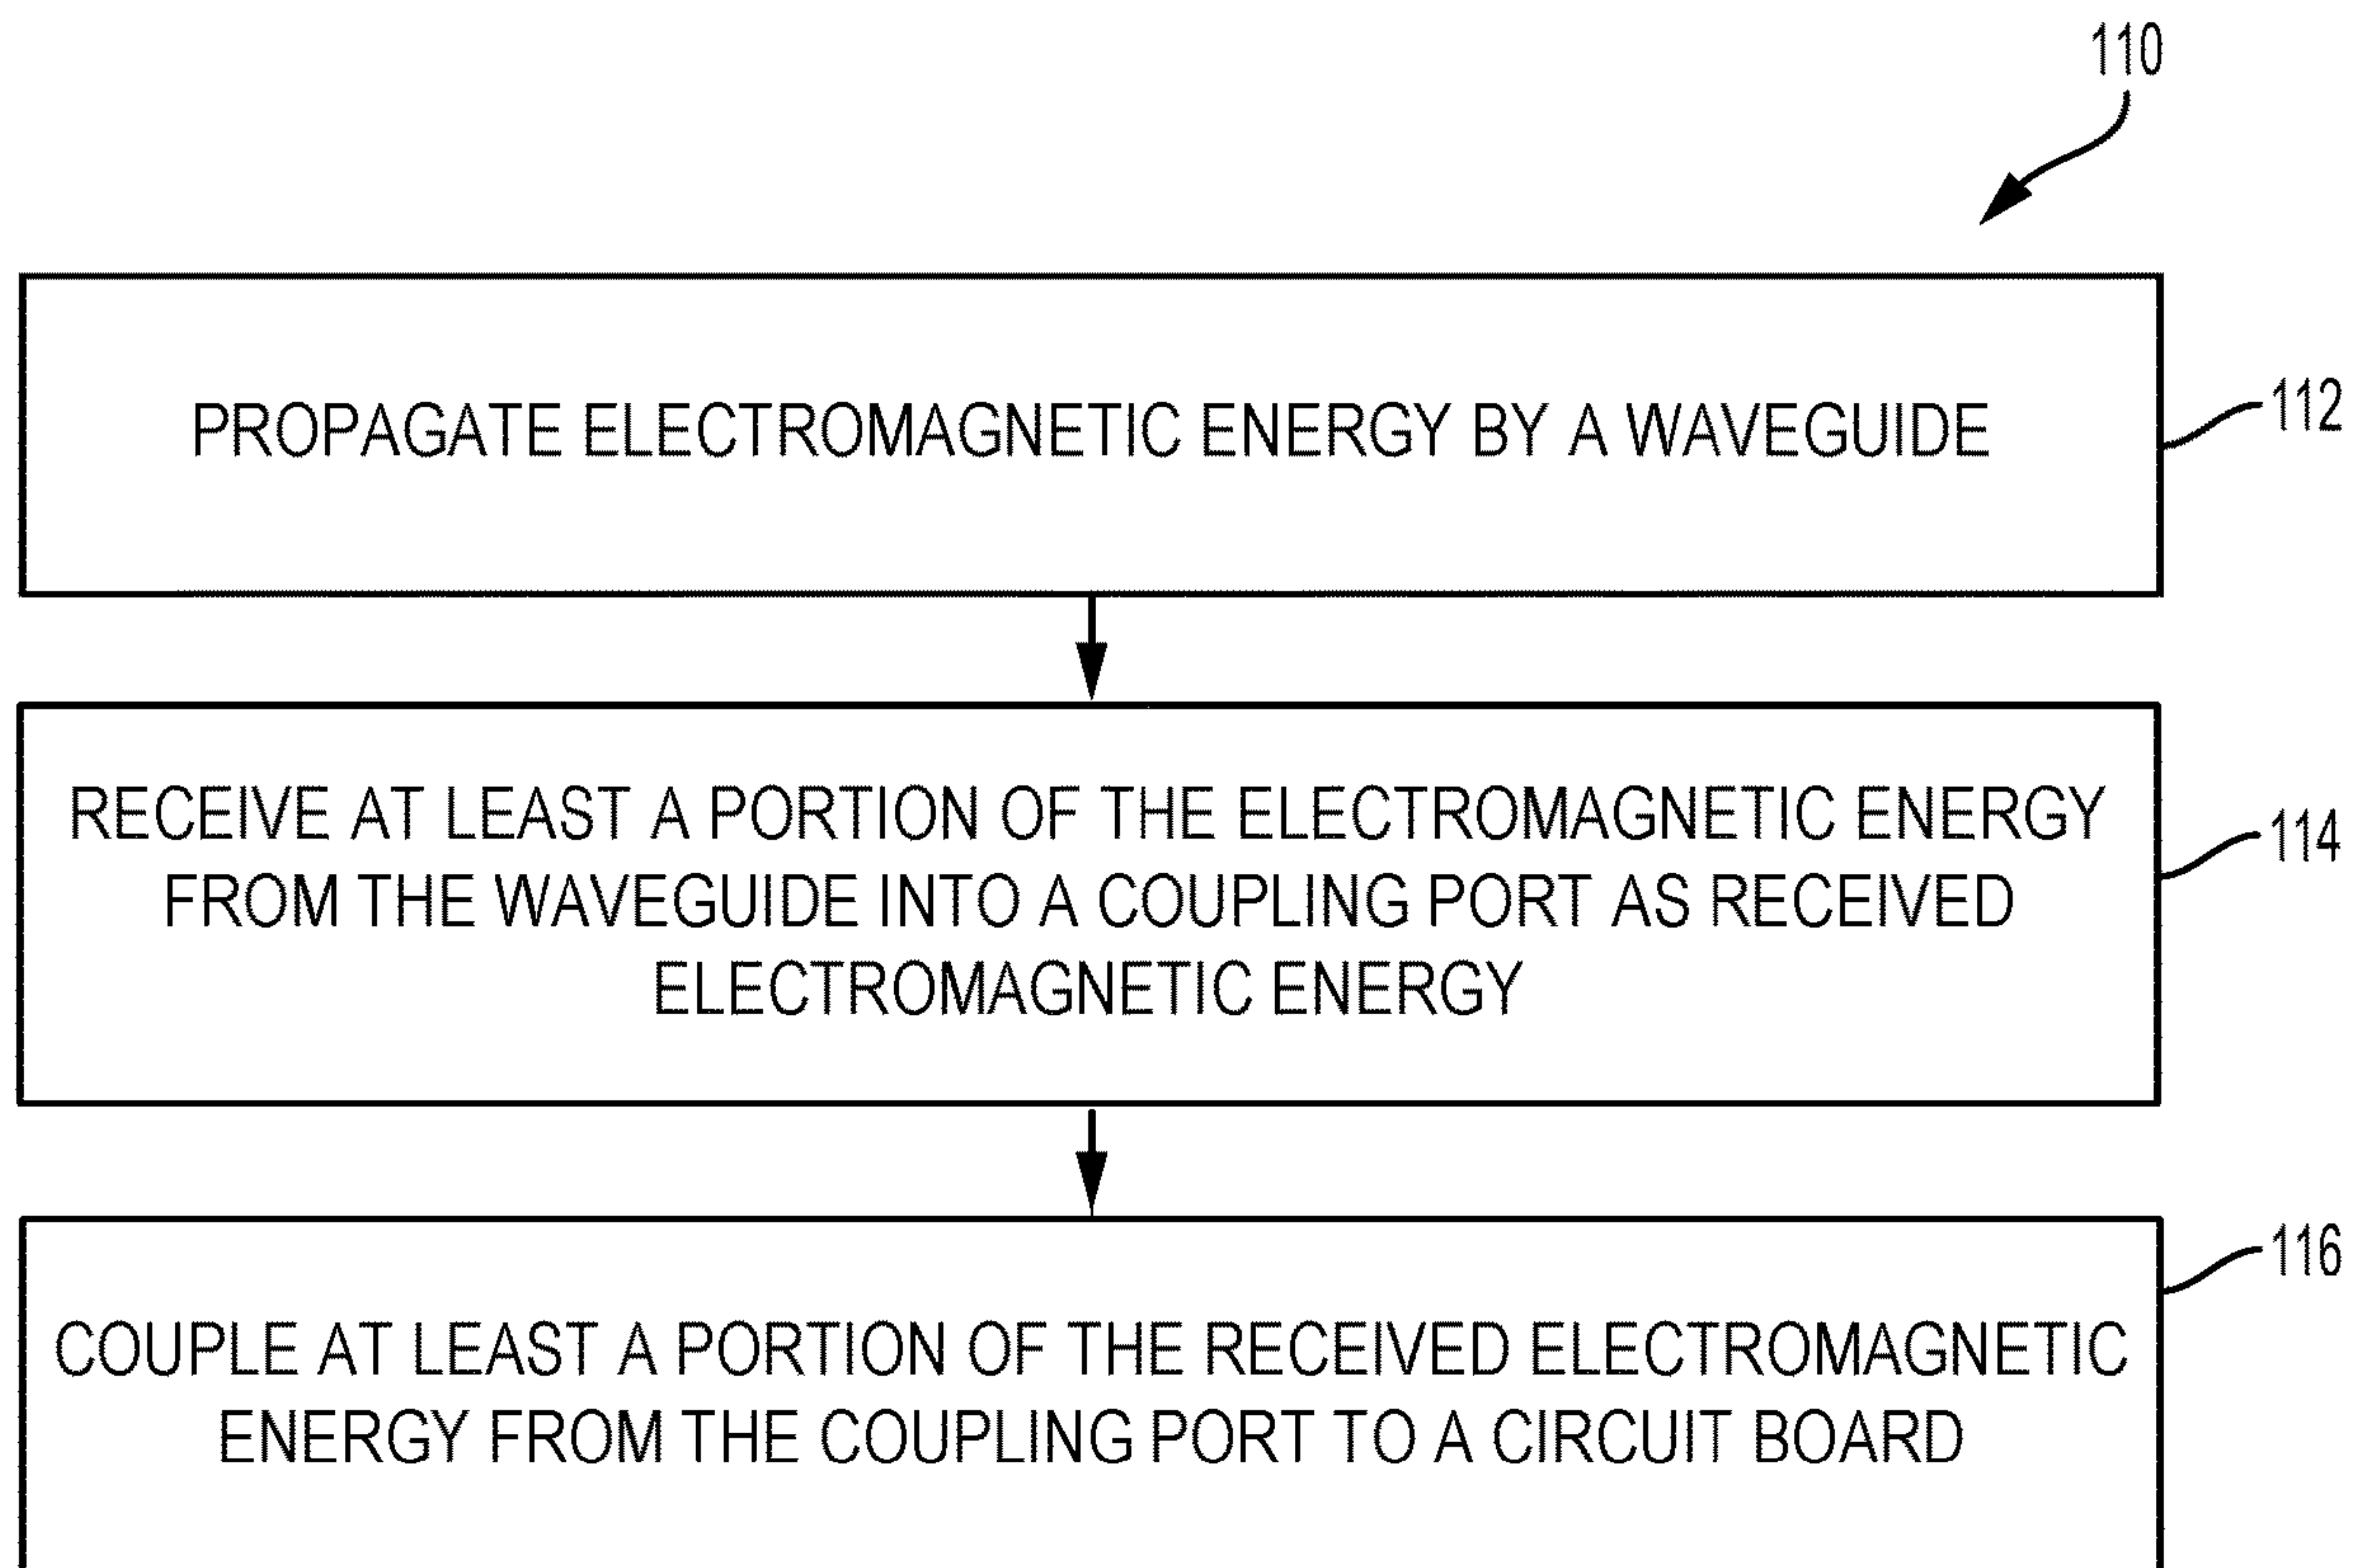 110
PROPAGATE ELECTROMAGNETIC ENERGY BY A WAVEGUIDE
112
RECEIVE AT LEAST A PORTION OF THE ELECTROMAGNETIC ENERGY
FROM THE WAVEGUIDE INTO A COUPLING PORT AS RECEIVED
ELECTROMAGNETIC ENERGY
114
COUPLE AT LEAST A PORTION OF THE RECEIVED ELECTROMAGNETIC
ENERGY FROM THE COUPLING PORT TO A CIRCUIT BOARD
116